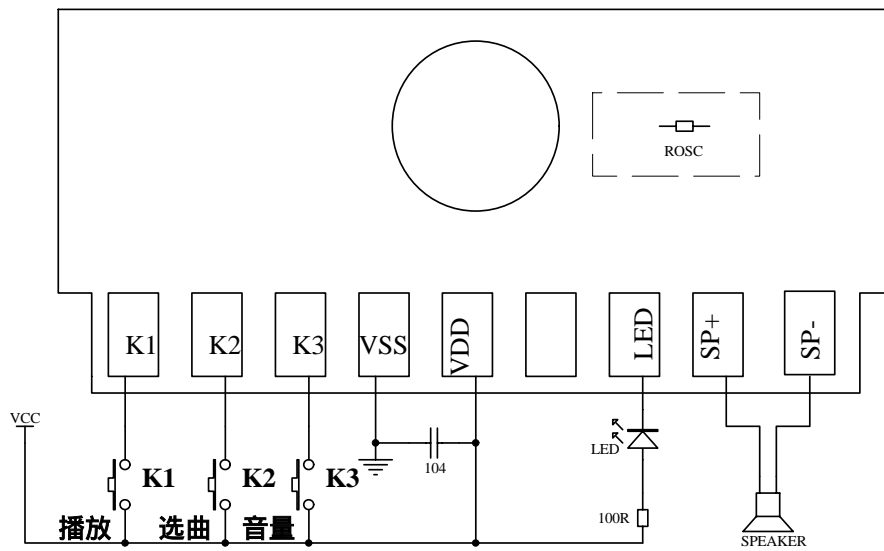 ROSC
K1 K2 K3 VSS VDD LED SP+ SP-
VCC
K1 K2 K3
104
LED
播放 选曲 音量
100R
SPEAKER